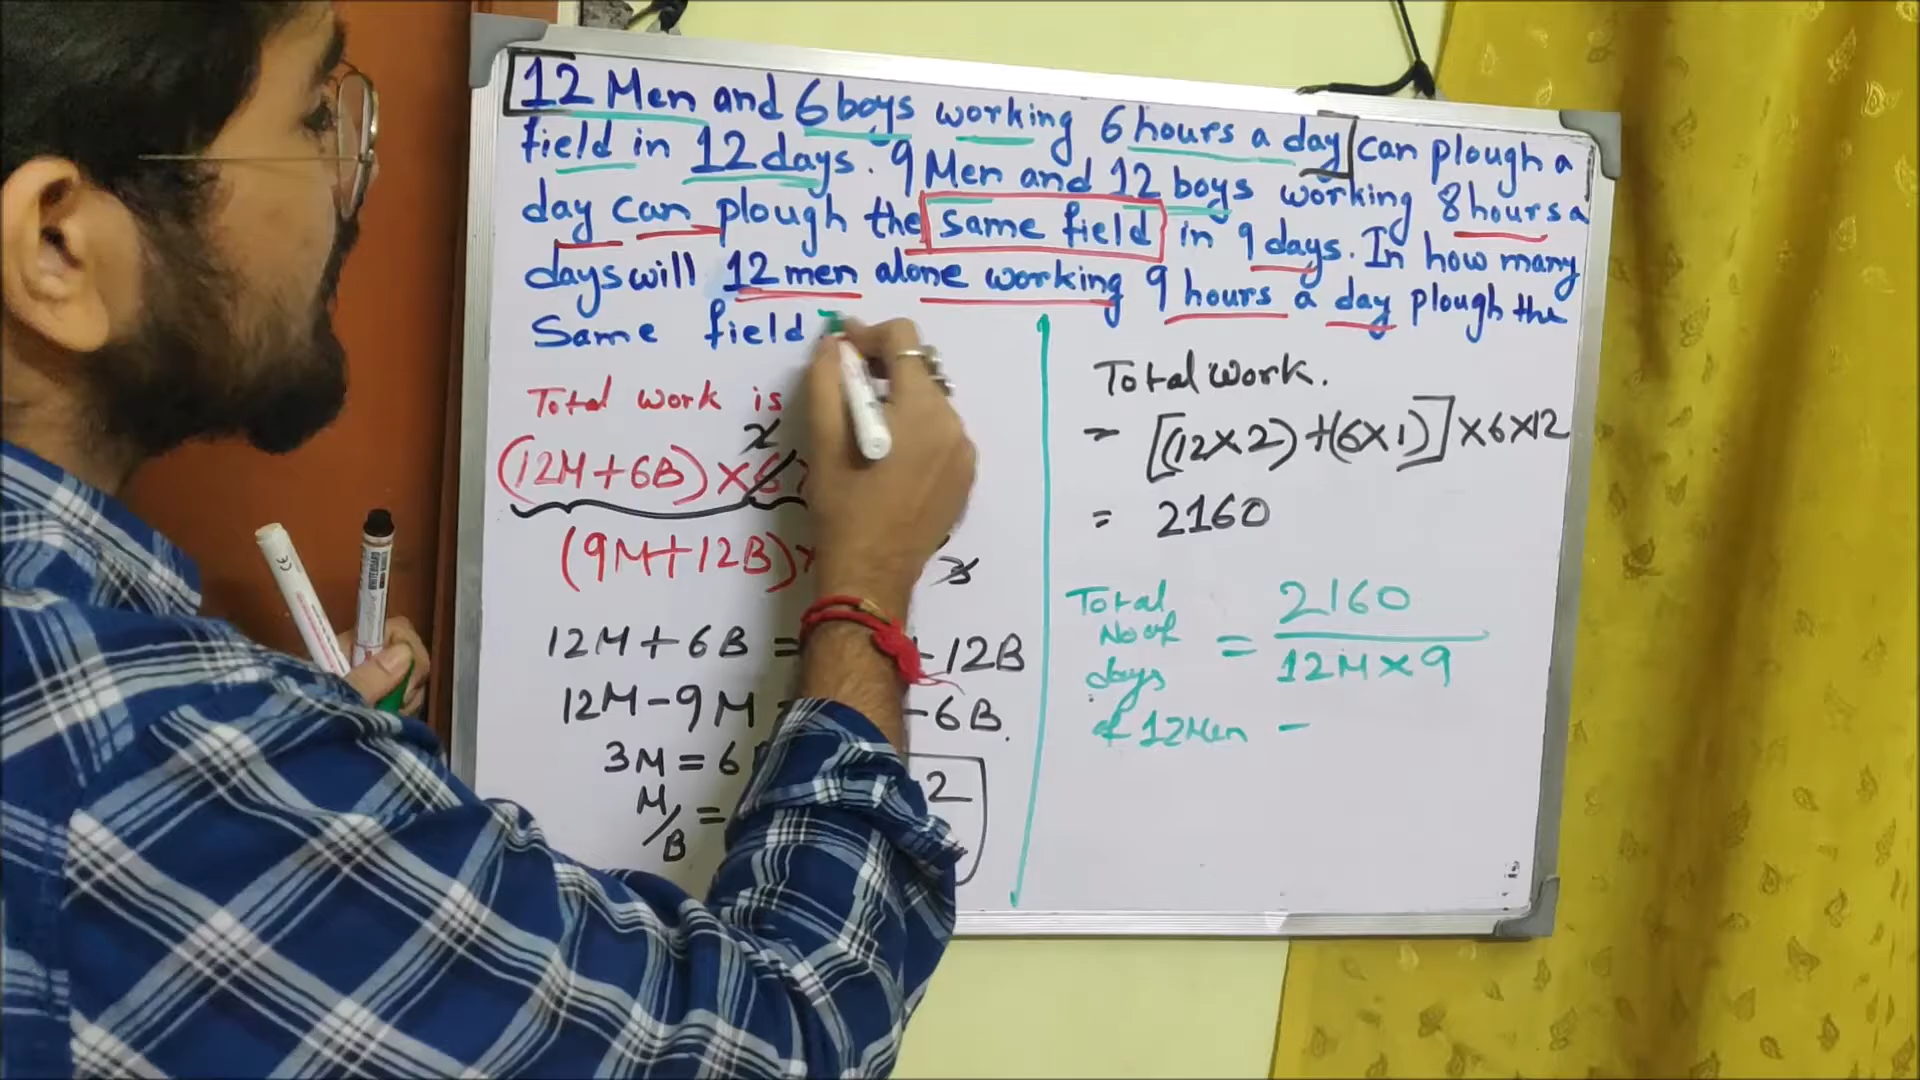 12 Men and 6 boys working 6 hours a day can plough a
field in 12 days. 9 Men and 12 boys working 8 hours a
day can plough the same field in 9 days. In how many
days will 12 men alone working 9 hours a day plough the
Same field
Total work is
x
(12M+6B)×6
(9M+12B)×
12M+6B = -12B
12M-9M -6B.
3M=6
M/B =
2
Total work.
= [(12×2)+(6×1)]×6×12
= 2160
Total
No of
days
of 12 Men
= 2160
12M×9
=
WHITEBOARD
CE